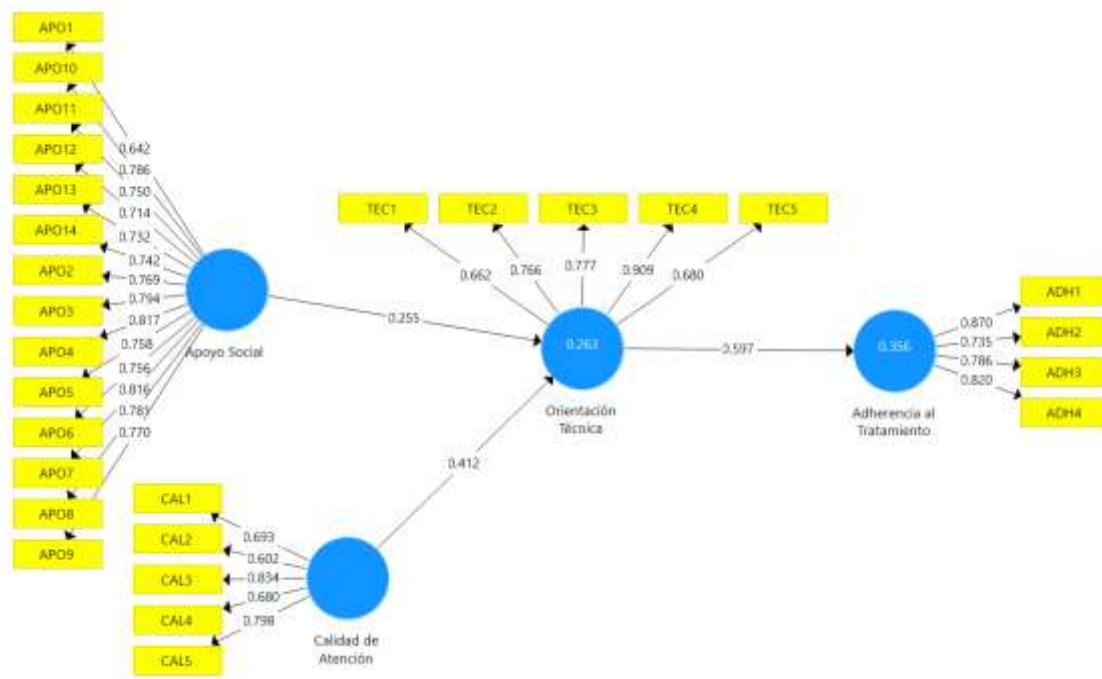 APO1
APO10
APO11
APO12
APO13
APO14
APO2
APO3
APO4
APO5
APO6
APO7
APO8
APO9
0.642
0.786
0.750
0.714
0.732
0.742
0.769
0.794
0.817
0.758
0.756
0.816
0.781
0.770
Apoyo Social
0.255
TEC1
TEC2
TEC3
TEC4
TEC5
0.662
0.766
0.777
0.909
0.680
0.263
Orientación
Técnica
0.597
0.356
Adherencia al
Tratamiento
0.870
0.735
0.786
0.820
ADH1
ADH2
ADH3
ADH4
0.412
CAL1
CAL2
CAL3
CAL4
CAL5
0.693
0.602
0.834
0.680
0.798
Calidad de
Atención